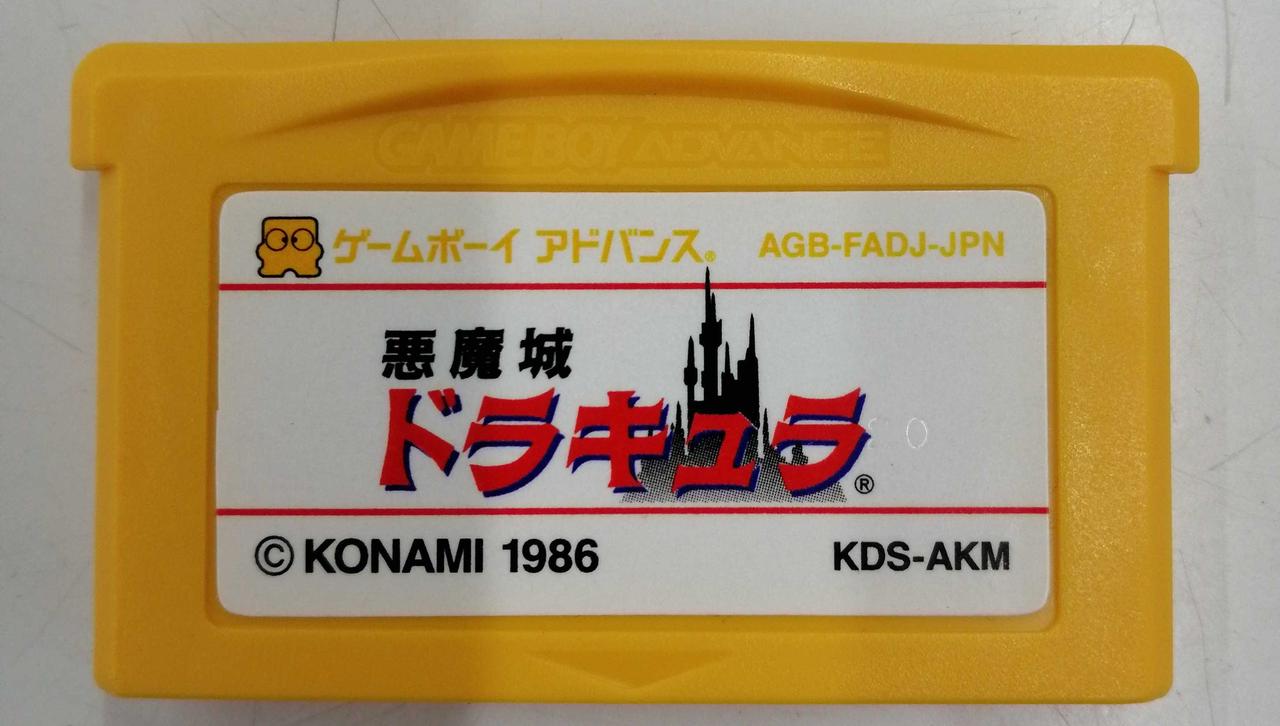 GAME BOY ADVANCE
ゲームボーイ アドバンス® AGB-FADJ-JPN
悪魔城
ドラキュラ®
© KONAMI 1986 KDS-AKM